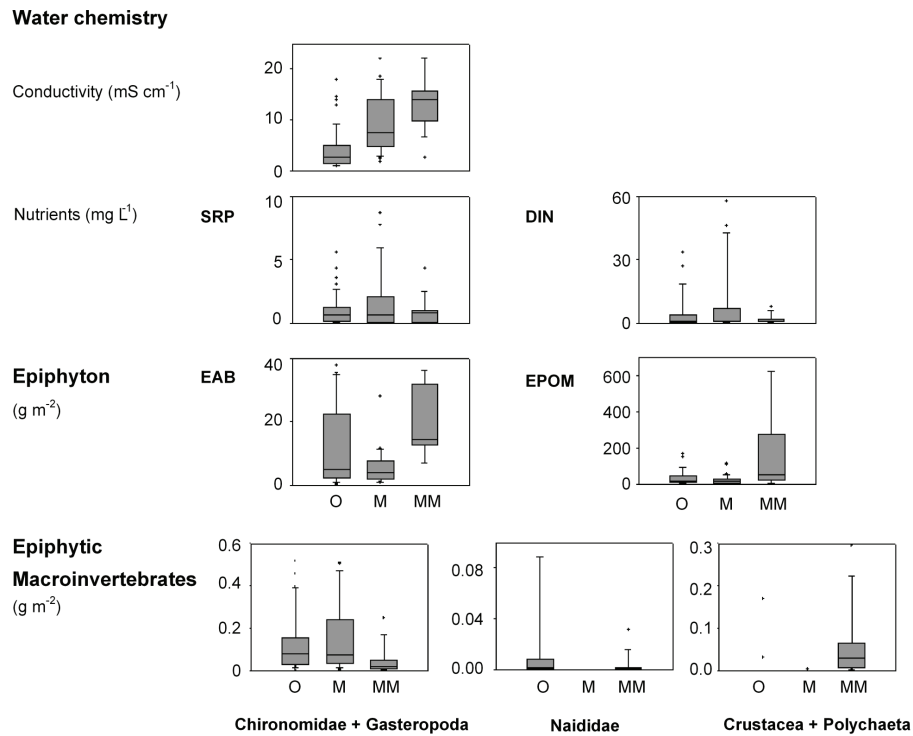 Water chemistry
Conductivity (mS cm-1)
20
10
0
Nutrients (mg L-1)
SRP
10
5
0
DIN
60
30
0
Epiphyton
(g m-2)
EAB
40
20
0
O M MM
EPOM
600
400
200
0
O M MM
Epiphytic
Macroinvertebrates
(g m-2)
0.6
0.4
0.2
0
O M MM
Chironomidae + Gasteropoda
0.08
0.04
0.00
O M MM
Naididae
0.3
0.2
0.1
0.0
O M MM
Crustacea + Polychaeta